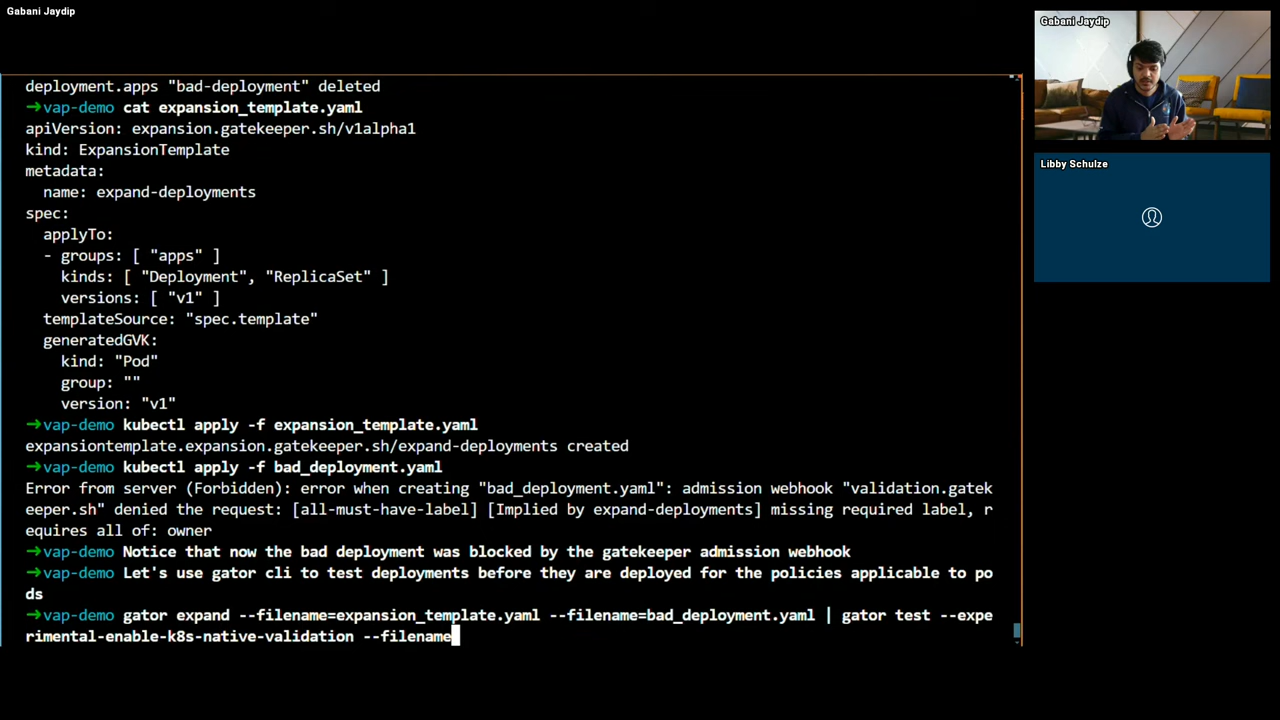 Gabani Jaydip
deployment.apps "bad-deployment" deleted
→vap-demo cat expansion_template.yaml
apiVersion: expansion.gatekeeper.sh/v1alpha1
kind: ExpansionTemplate
metadata:
  name: expand-deployments
spec:
  applyTo:
  - groups: [ "apps" ]
    kinds: [ "Deployment", "ReplicaSet" ]
    versions: [ "v1" ]
  templateSource: "spec.template"
  generatedGVK:
    kind: "Pod"
    group: ""
    version: "v1"
→vap-demo kubectl apply -f expansion_template.yaml
expansiontemplate.expansion.gatekeeper.sh/expand-deployments created
→vap-demo kubectl apply -f bad_deployment.yaml
Error from server (Forbidden): error when creating "bad_deployment.yaml": admission webhook "validation.gatek
eeper.sh" denied the request: [all-must-have-label] [Implied by expand-deployments] missing required label, r
equires all of: owner
→vap-demo Notice that now the bad deployment was blocked by the gatekeeper admission webhook
→vap-demo Let's use gator cli to test deployments before they are deployed for the policies applicable to po
ds
→vap-demo gator expand --filename=expansion_template.yaml --filename=bad_deployment.yaml | gator test --expe
rimental-enable-k8s-native-validation --filename
Gabani Jaydip
Libby Schulze